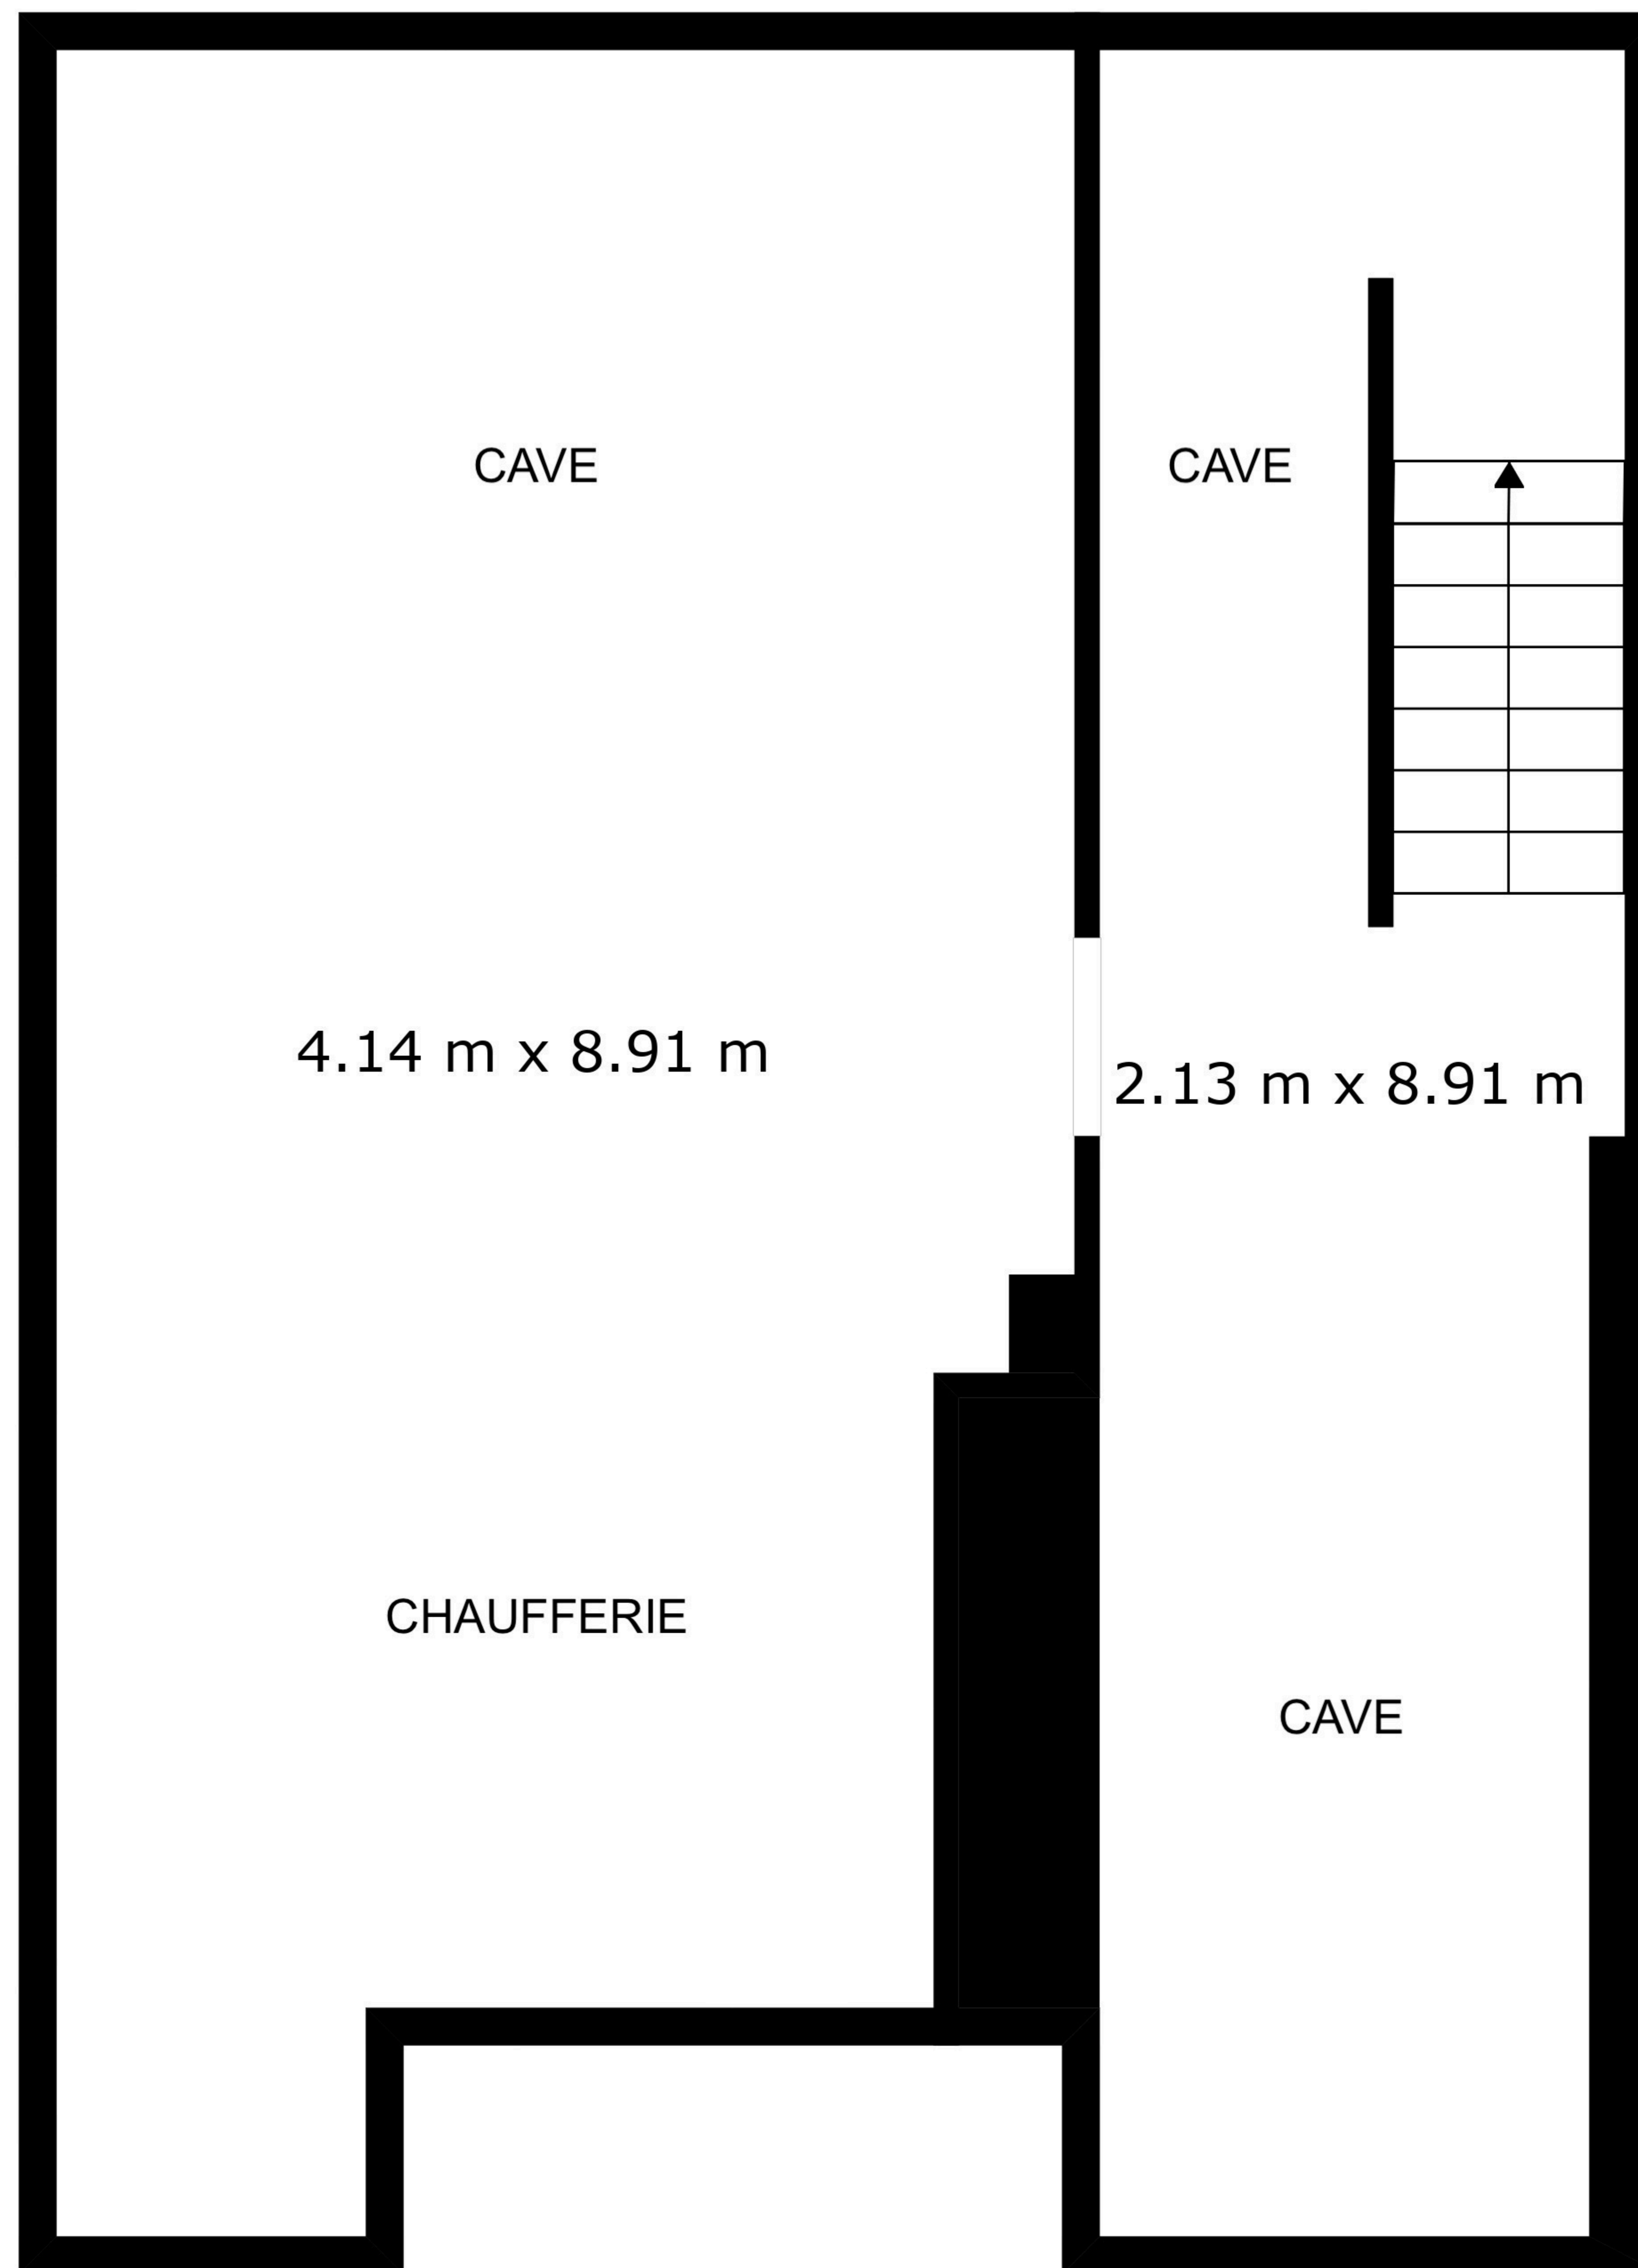 CAVE
CAVE
4.14 m x 8.91 m
2.13 m x 8.91 m
CHAUFFERIE
CAVE